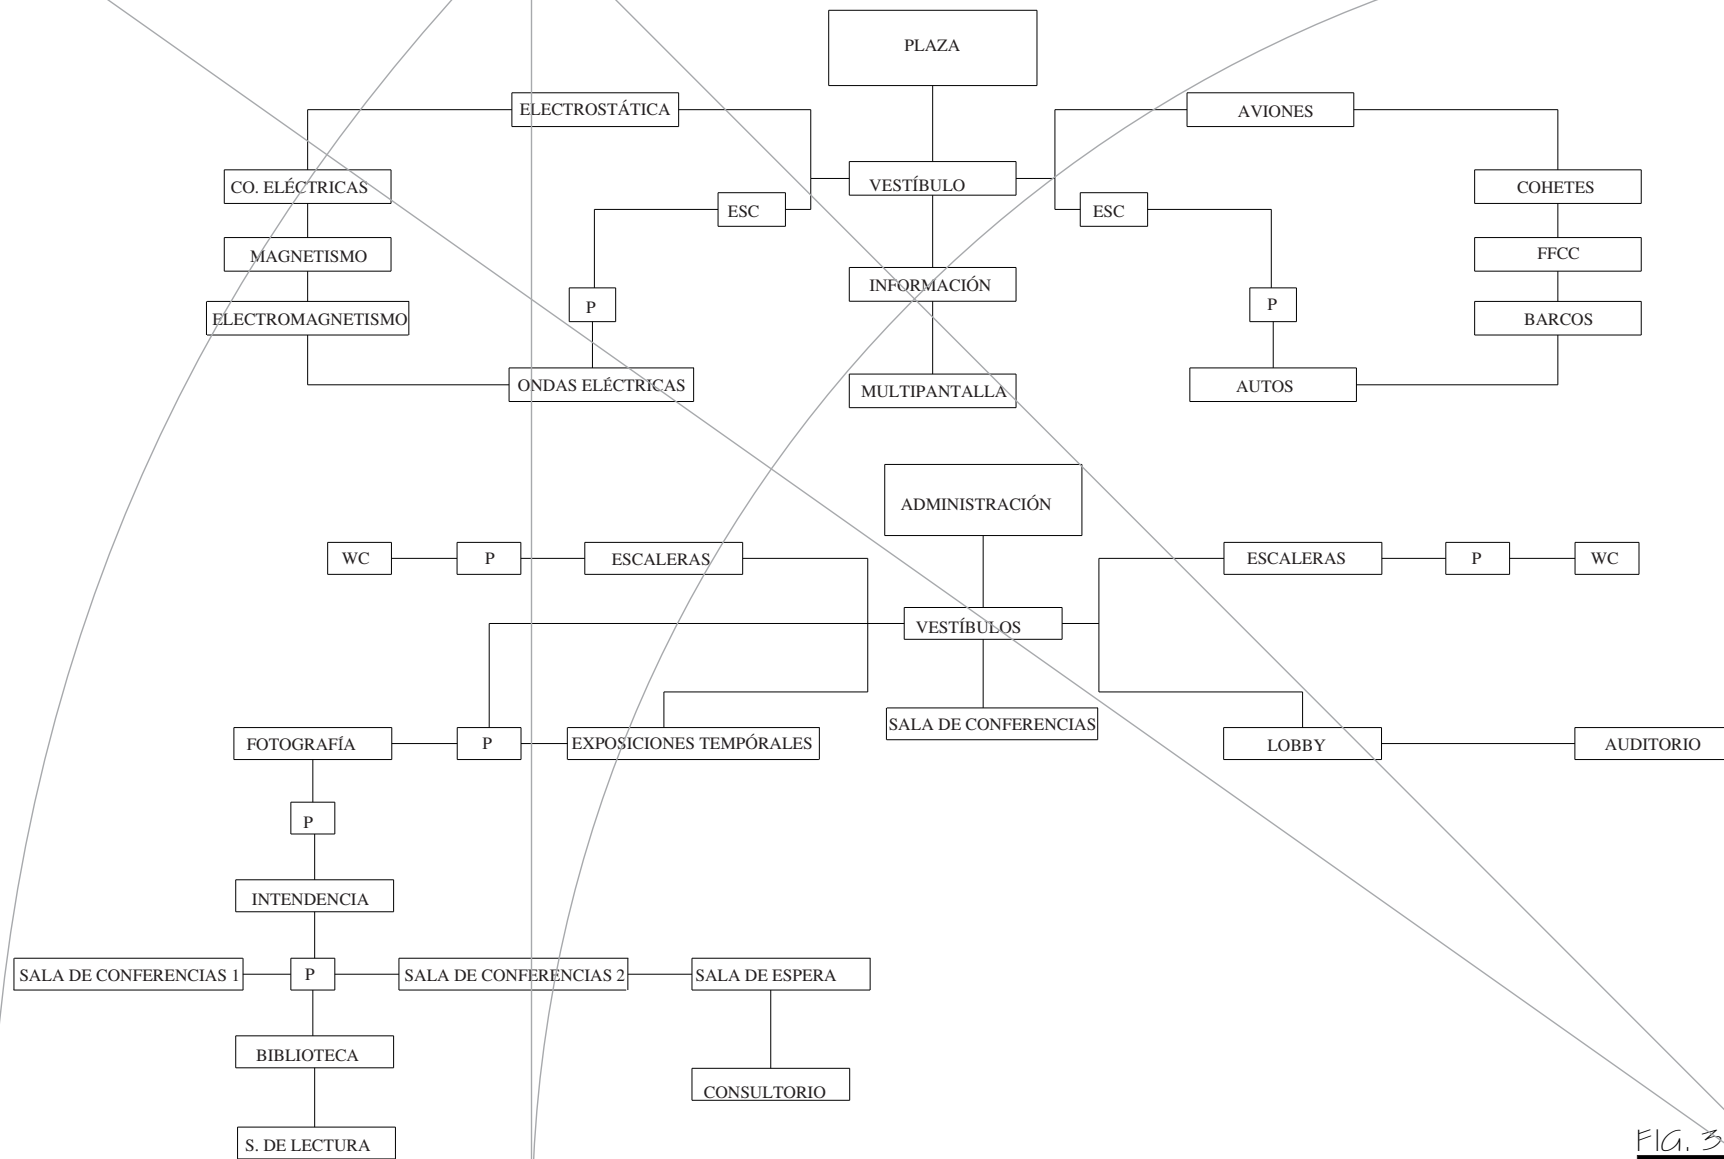 PLAZA
ELECTROSTÁTICA
AVIONES
CO. ELÉCTRICAS
VESTÍBULO
COHETES
ESC
ESC
MAGNETISMO
FFCC
INFORMACIÓN
P
P
ELECTROMAGNETISMO
BARCOS
ONDAS ELÉCTRICAS
MULTIPANTALLA
AUTOS
ADMINISTRACIÓN
WC
P
ESCALERAS
ESCALERAS
P
WC
VESTÍBULOS
SALA DE CONFERENCIAS
FOTOGRAFÍA
P
EXPOSICIONES TEMPÓRALES
LOBBY
AUDITORIO
P
INTENDENCIA
SALA DE CONFERENCIAS 1
P
SALA DE CONFERENCIAS 2
SALA DE ESPERA
BIBLIOTECA
CONSULTORIO
S. DE LECTURA
FIG. 3